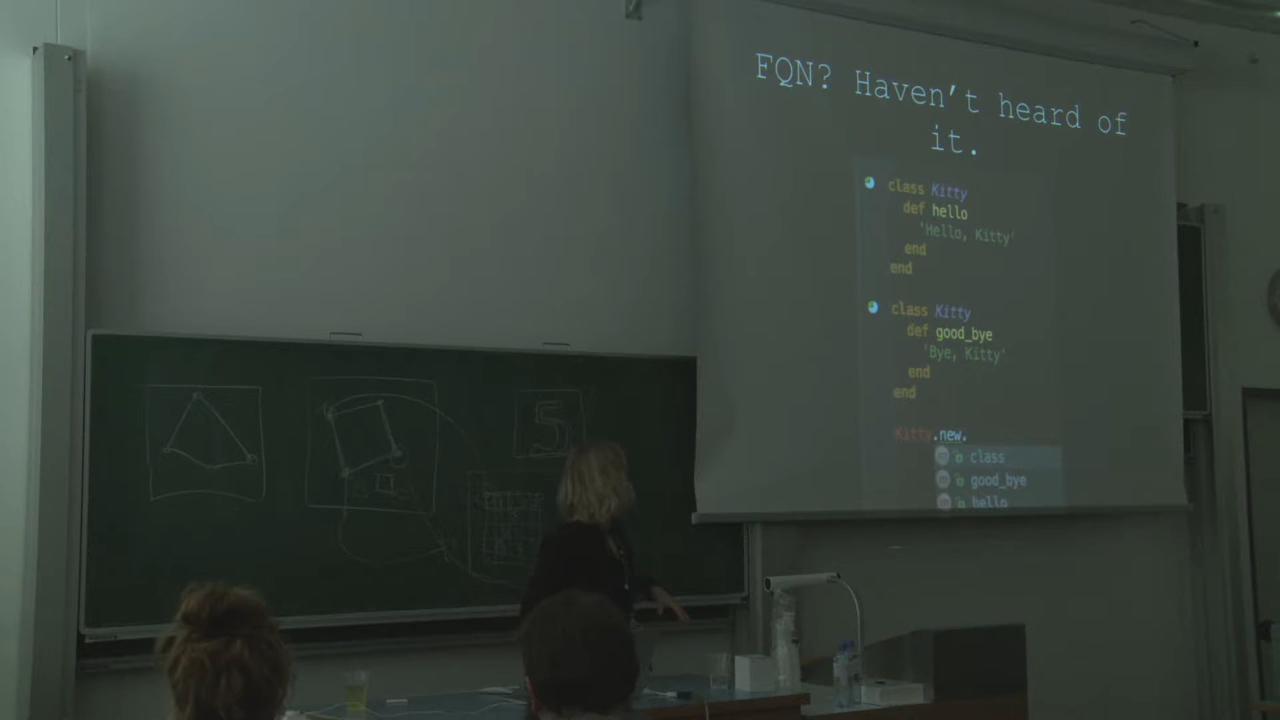 FQN? Haven't heard of
it.
class Kitty
def hello
'Hello, Kitty'
end
end
class Kitty
def good_bye
'Bye, Kitty'
end
end
Kitty.new.
m class
m good_bye
m hello
5